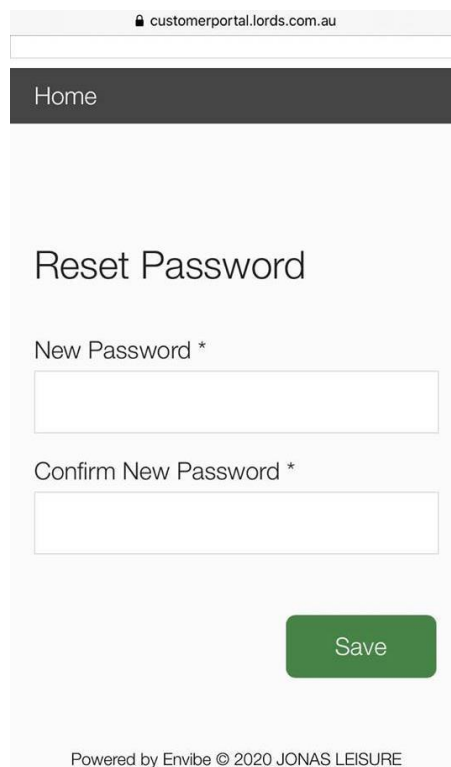 customerportal.lords.com.au
Home
Reset Password
New Password *
Confirm New Password *
Save
Powered by Envibe © 2020 JONAS LEISURE